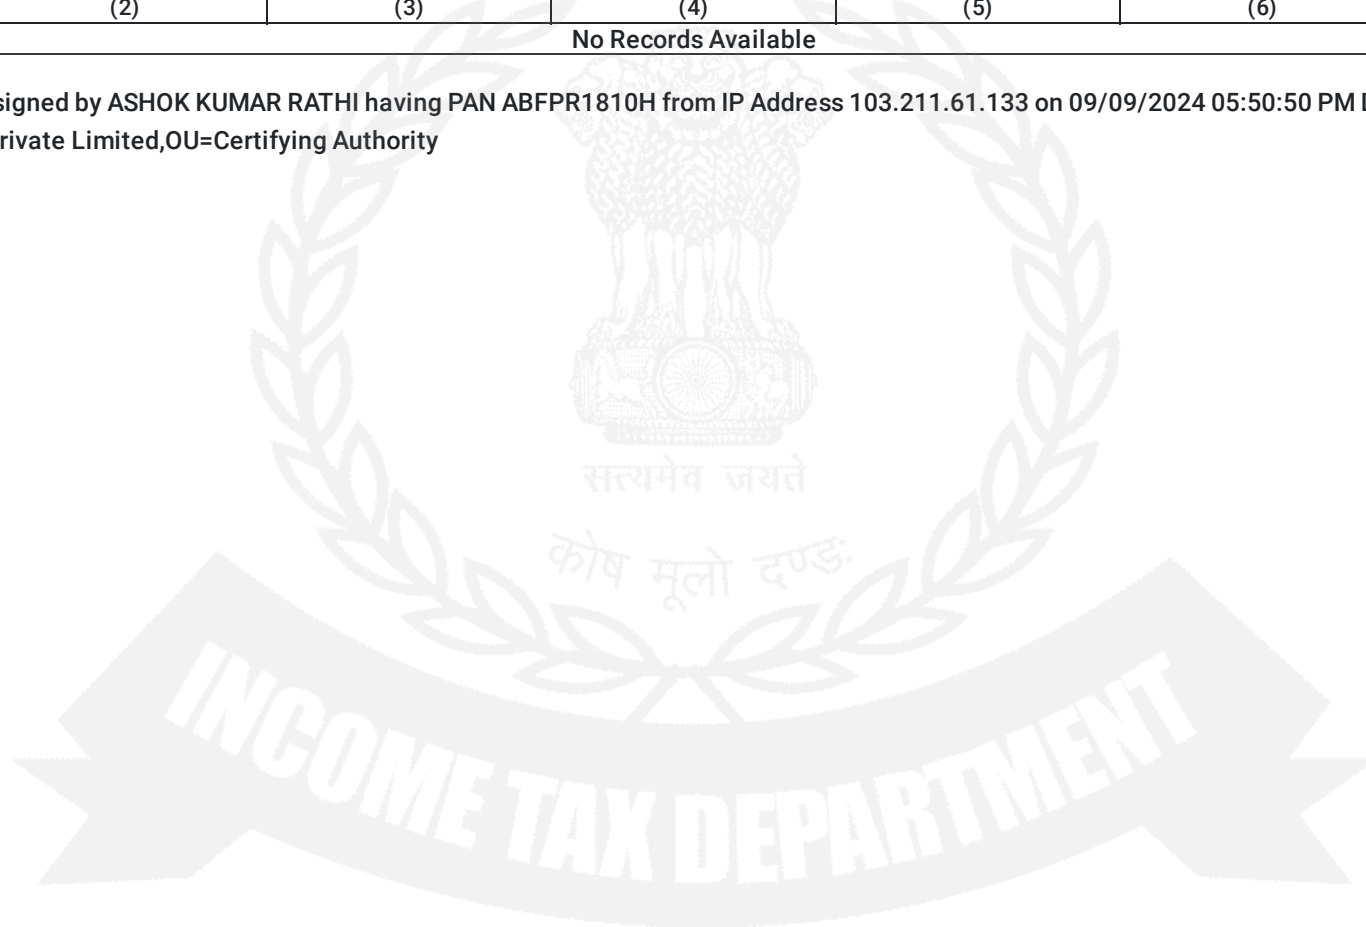 (2) (3) (4) (5) (6)
No Records Available
signed by ASHOK KUMAR RATHI having PAN ABFPR1810H from IP Address 103.211.61.133 on 09/09/2024 05:50:50 PM D
rivate Limited,OU=Certifying Authority
सत्यमेव जयते
कोष मूलो दण्डः
INCOME TAX DEPARTMENT